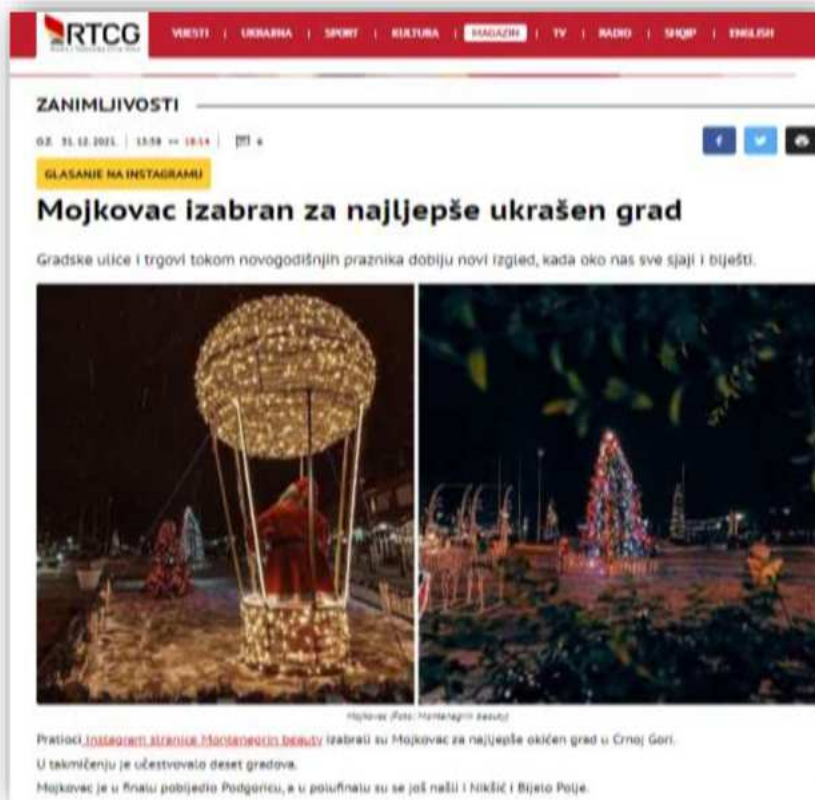 RTCG
VIJESTI | UKRAJINA | SPORT | KULTURA | MAGAZIN | TV | RADIO | SHQIP | ENGLISH
ZANIMLJIVOSTI
31.12.2021. | 13:58
GLASANJE NA INSTAGRAMU
Mojkovac izabran za najljepše ukrašen grad
Gradske ulice i trgovi tokom novogodišnjih praznika dobiju novi izgled, kada oko nas sve sjaji i blješti.
Mojkovac (Foto: Montenegrin beauty)
Pratioci Instagram stranice Montenegrin beauty izabrali su Mojkovac za najljepše okićen grad u Crnoj Gori.
U takmičenju je učestvovalo deset gradova.
Mojkovac je u finalu pobijedio Podgoricu, a u polufinalu su se još našli i Nikšić i Bijelo Polje.